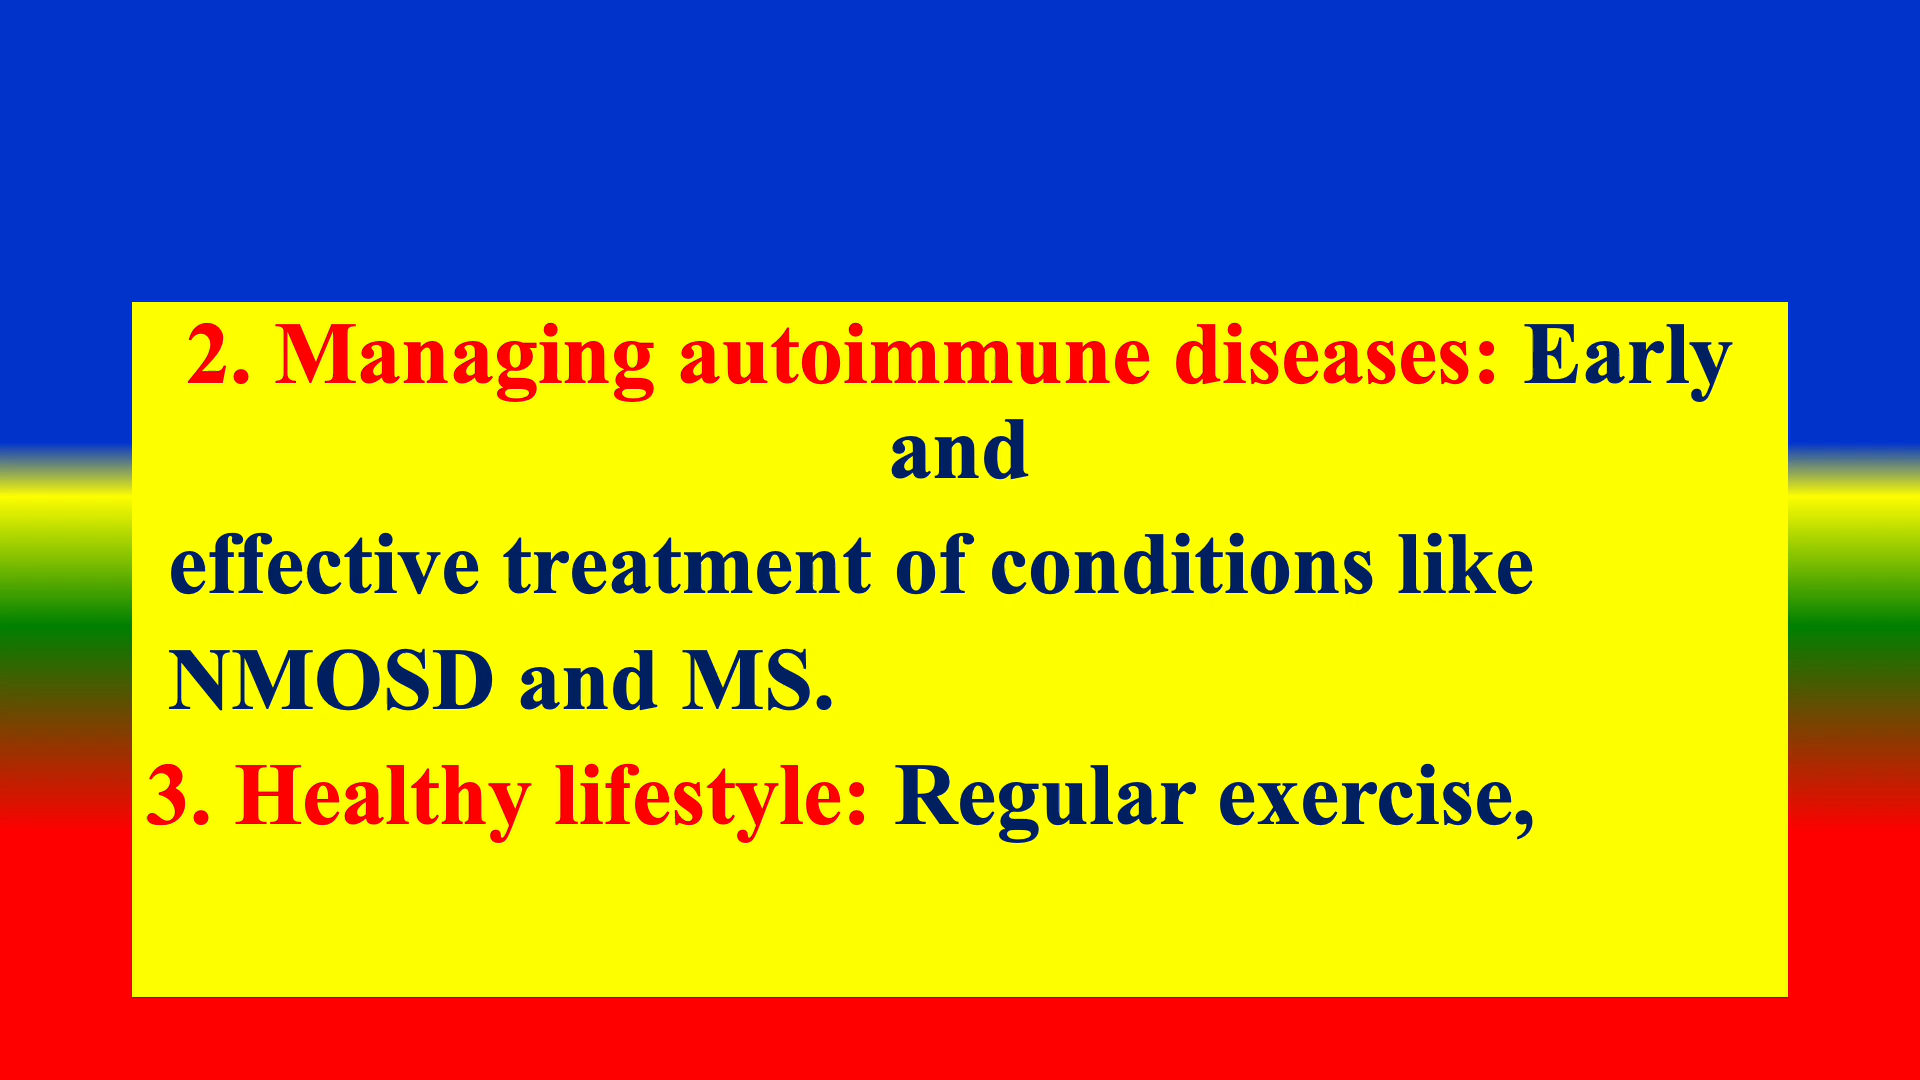 2. Managing autoimmune diseases: Early
and
effective treatment of conditions like
NMOSD and MS.
3. Healthy lifestyle: Regular exercise,